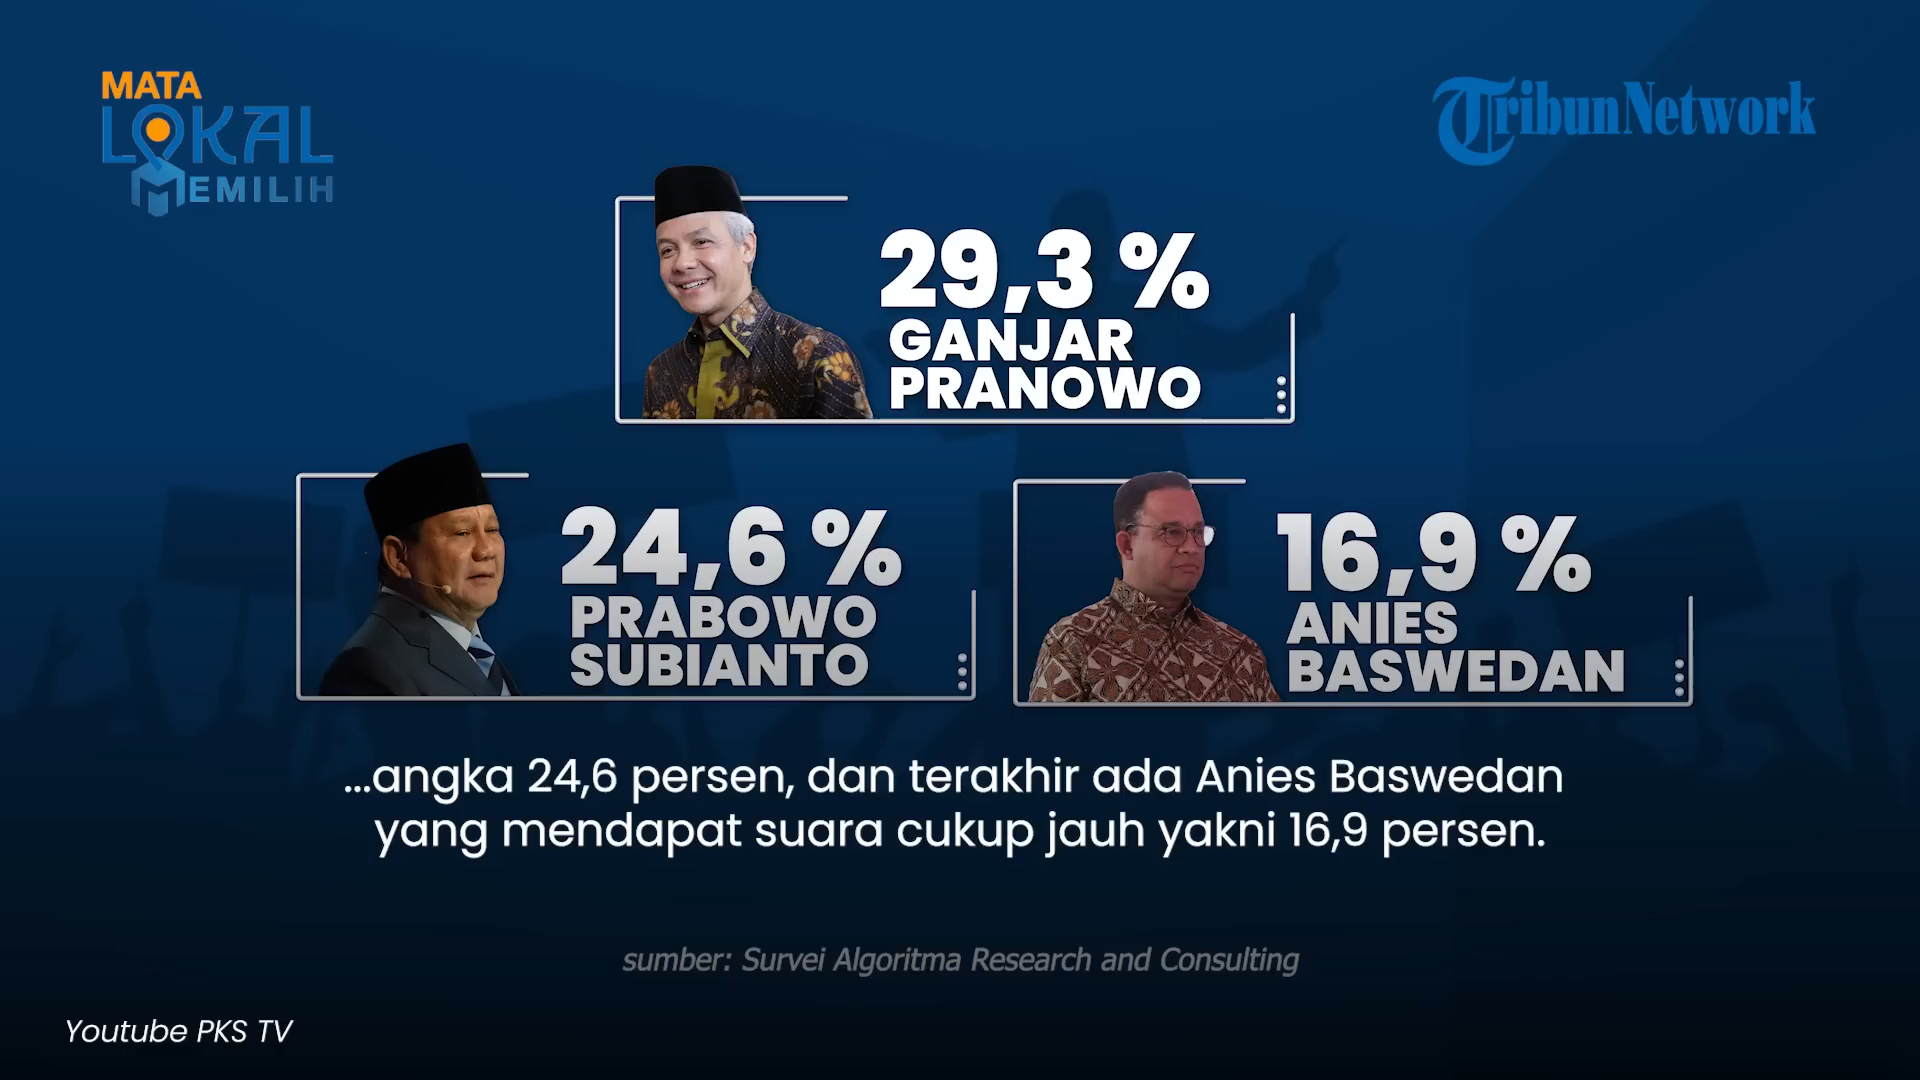 MATA
LOKAL
MEMILIH
TribunNetwork
29,3 %
GANJAR
PRANOWO
24,6 %
PRABOWO
SUBIANTO
16,9 %
ANIES
BASWEDAN
...angka 24,6 persen, dan terakhir ada Anies Baswedan
yang mendapat suara cukup jauh yakni 16,9 persen.
sumber: Survei Algoritma Research and Consulting
Youtube PKS TV